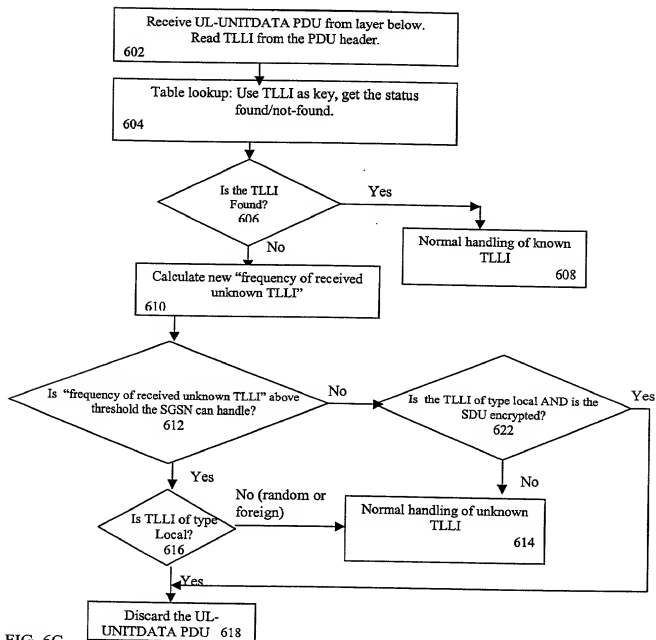 Receive UL-UNITDATA PDU from layer below.
Read TLLI from the PDU header.
602
Table lookup: Use TLLI as key, get the status
found/not-found.
604
Is the TLLI
Found?
606
Yes
No
Normal handling of known
TLLI
608
Calculate new “frequency of received
unknown TLLI”
610
Is “frequency of received unknown TLLI” above
threshold the SGSN can handle?
612
No
Is the TLLI of type local AND is the
SDU encrypted?
622
Yes
Yes
No
Is TLLI of type
Local?
616
No (random or
foreign)
Normal handling of unknown
TLLI
614
Yes
Discard the UL-
UNITDATA PDU 618
FIG. 6C